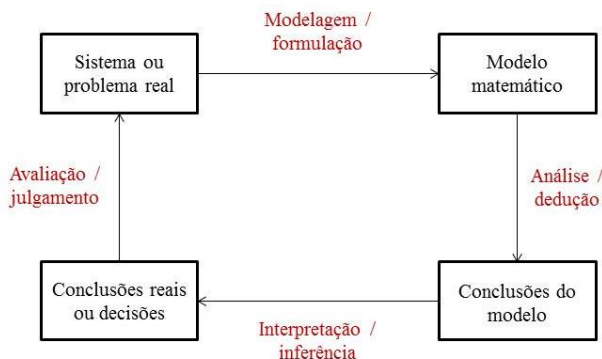 Modelagem /
formulação
Sistema ou
problema real
Modelo
matemático
Avaliação /
julgamento
Análise /
dedução
Conclusões reais
ou decisões
Conclusões do
modelo
Interpretação /
inferência